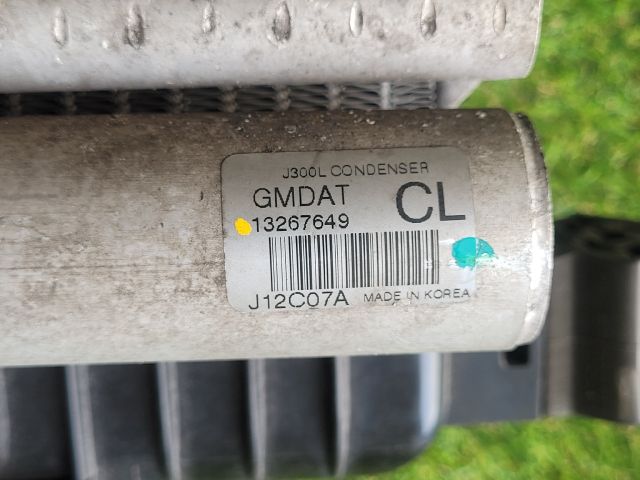 J300L CONDENSER
GMDAT CL
13267649
J12C07A MADE IN KOREA